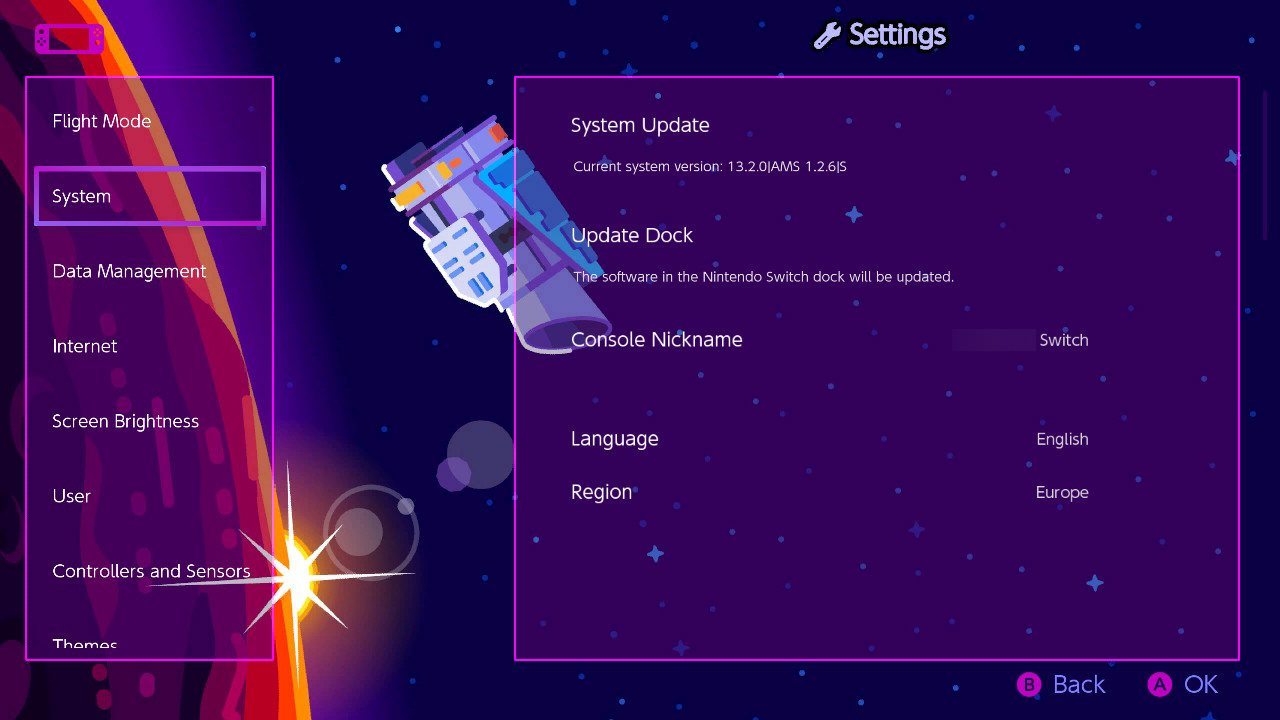 Settings
Flight Mode
System
Data Management
Internet
Screen Brightness
User
Controllers and Sensors
Themes
System Update
Current system version: 13.2.0|AMS 1.2.6|S
Update Dock
The software in the Nintendo Switch dock will be updated.
Console Nickname Switch
Language English
Region Europe
B Back A OK